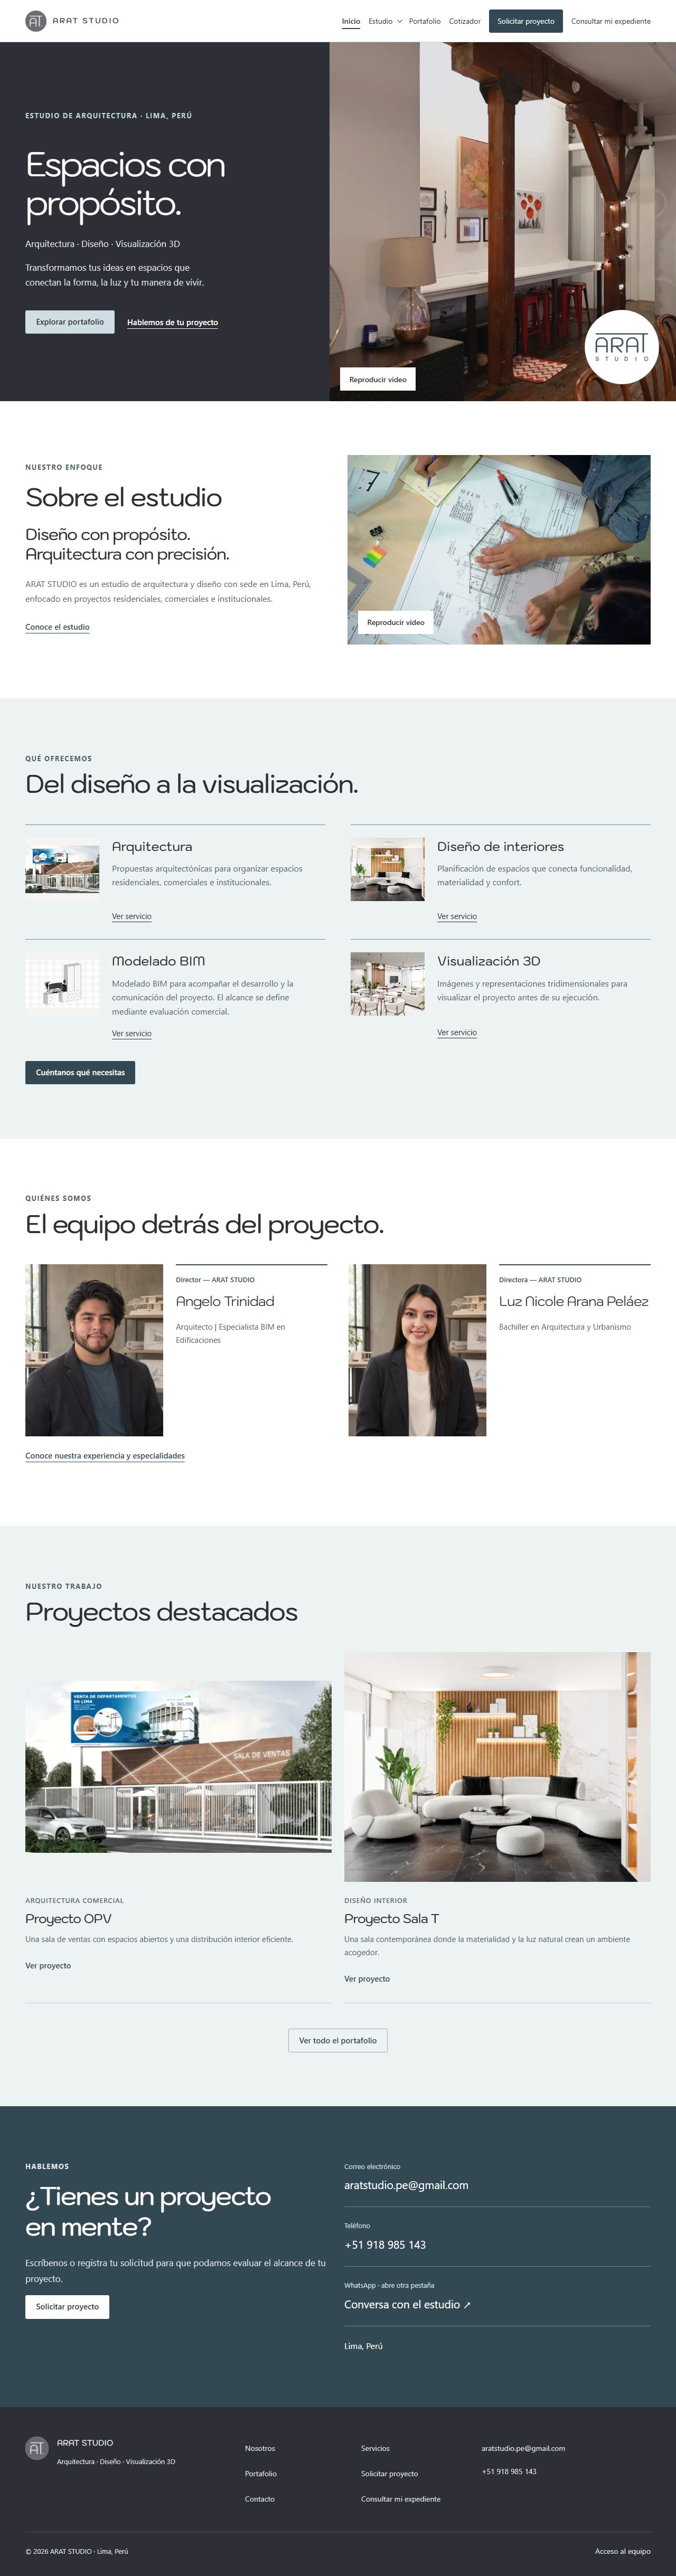 ARAT STUDIO
Inicio
Estudio
Portafolio
Cotizador
Solicitar proyecto
Consultar mi expediente
ESTUDIO DE ARQUITECTURA · LIMA, PERÚ
Espacios con
propósito.
Arquitectura · Diseño · Visualización 3D
Transformamos tus ideas en espacios que
conectan la forma, la luz y tu manera de vivir.
Explorar portafolio
Hablemos de tu proyecto
Reproducir video
ARAT
STUDIO
NUESTRO ENFOQUE
Sobre el estudio
Diseño con propósito.
Arquitectura con precisión.
ARAT STUDIO es un estudio de arquitectura y diseño con sede en Lima, Perú,
enfocado en proyectos residenciales, comerciales e institucionales.
Conoce el estudio
Reproducir video
QUÉ OFRECEMOS
Del diseño a la visualización.
Arquitectura
Propuestas arquitectónicas para organizar espacios
residenciales, comerciales e institucionales.
Ver servicio
Diseño de interiores
Planificación de espacios que conecta funcionalidad,
materialidad y confort.
Ver servicio
Modelado BIM
Modelado BIM para acompañar el desarrollo y la
comunicación del proyecto. El alcance se define
mediante evaluación comercial.
Ver servicio
Visualización 3D
Imágenes y representaciones tridimensionales para
visualizar el proyecto antes de su ejecución.
Ver servicio
Cuéntanos qué necesitas
QUIÉNES SOMOS
El equipo detrás del proyecto.
Director — ARAT STUDIO
Angelo Trinidad
Arquitecto | Especialista BIM en
Edificaciones
Directora — ARAT STUDIO
Luz Nicole Arana Peláez
Bachiller en Arquitectura y Urbanismo
Conoce nuestra experiencia y especialidades
NUESTRO TRABAJO
Proyectos destacados
VENTA DE DEPARTAMENTOS
EN LIMA
SALA DE VENTAS
ARQUITECTURA COMERCIAL
Proyecto OPV
Una sala de ventas con espacios abiertos y una distribución interior eficiente.
Ver proyecto
DISEÑO INTERIOR
Proyecto Sala T
Una sala contemporánea donde la materialidad y la luz natural crean un ambiente
acogedor.
Ver proyecto
Ver todo el portafolio
HABLEMOS
¿Tienes un proyecto
en mente?
Escríbenos o registra tu solicitud para que podamos evaluar el alcance de tu
proyecto.
Solicitar proyecto
Correo electrónico
aratstudio.pe@gmail.com
Teléfono
+51 918 985 143
WhatsApp · abre otra pestaña
Conversa con el estudio ↗
Lima, Perú
ARAT STUDIO
Arquitectura · Diseño · Visualización 3D
Nosotros
Portafolio
Contacto
Servicios
Solicitar proyecto
Consultar mi expediente
aratstudio.pe@gmail.com
+51 918 985 143
© 2026 ARAT STUDIO · Lima, Perú
Acceso al equipo